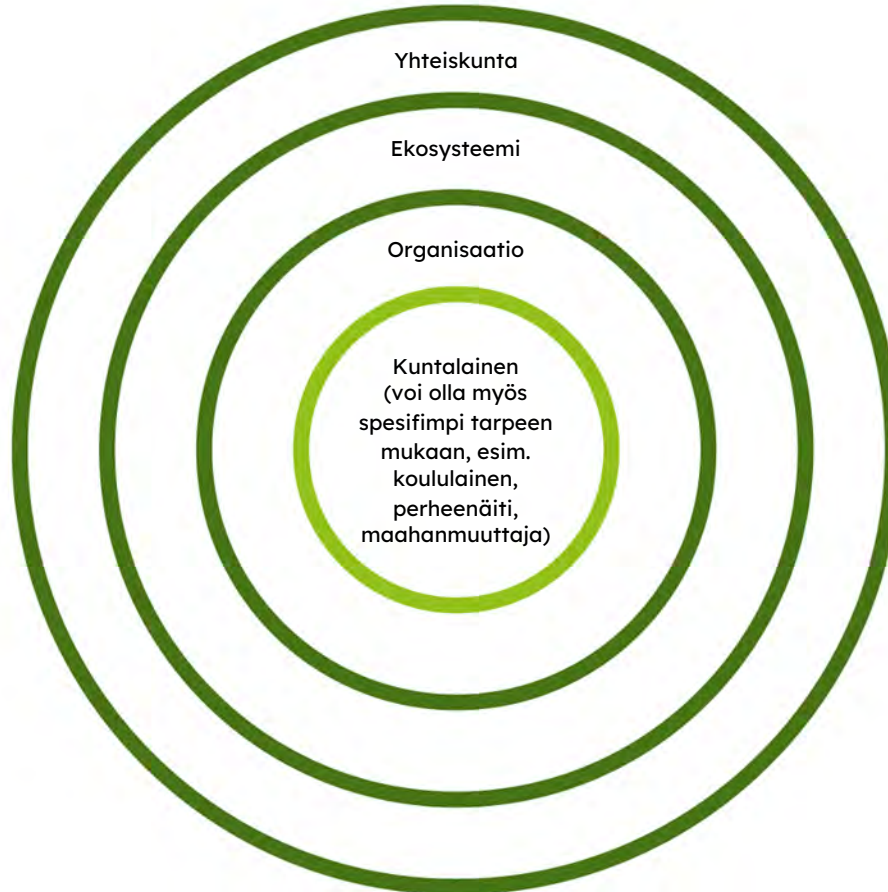 Yhteiskunta
Ekosysteemi
Organisaatio
Kuntalainen
(voi olla myös
spesifimpi tarpeen
mukaan, esim.
koululainen,
perheenäiti,
maahanmuuttaja)